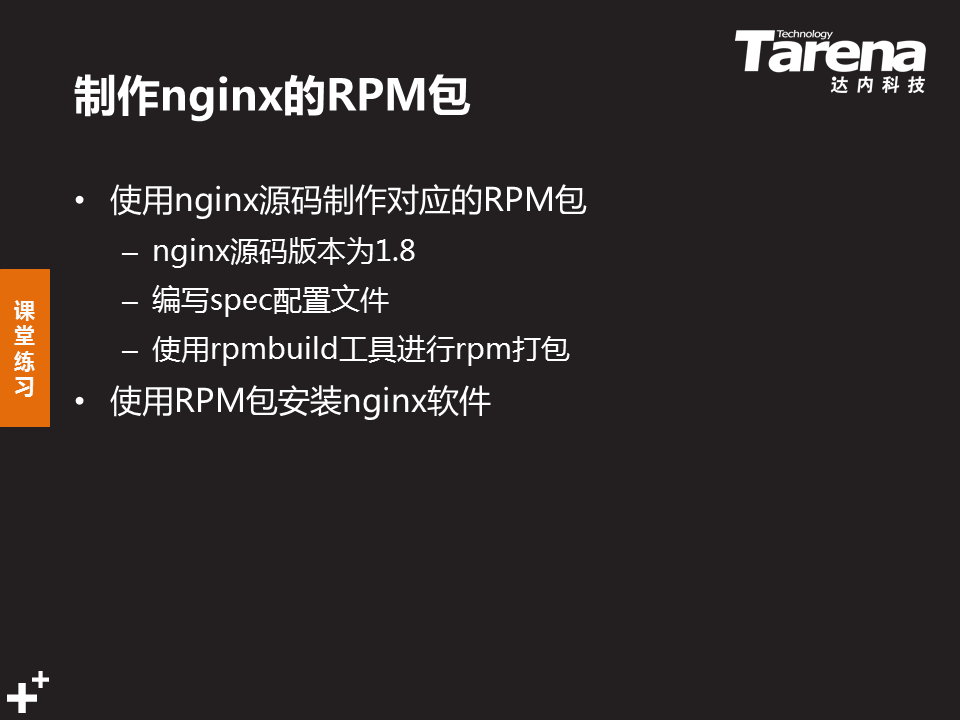 Technology
Tarena
达内科技
制作nginx的RPM包
• 使用nginx源码制作对应的RPM包
– nginx源码版本为1.8
– 编写spec配置文件
– 使用rpmbuild工具进行rpm打包
• 使用RPM包安装nginx软件
课堂练习